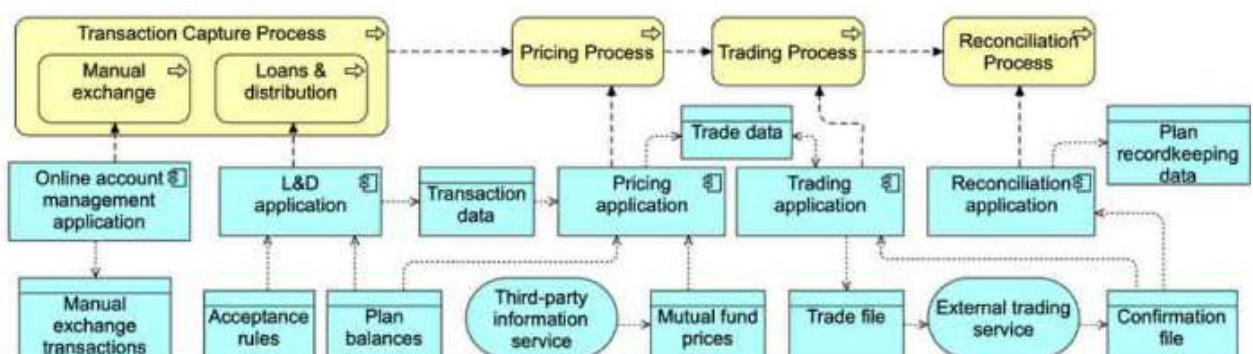 Transaction Capture Process
Manual
exchange
Loans &
distribution
Pricing Process
Trading Process
Reconciliation
Process
Online account
management
application
L&D
application
Transaction
data
Pricing
application
Trade data
Trading
application
Reconciliation
application
Plan
recordkeeping
data
Manual
exchange
transactions
Acceptance
rules
Plan
balances
Third-party
information
service
Mutual fund
prices
Trade file
External trading
service
Confirmation
file